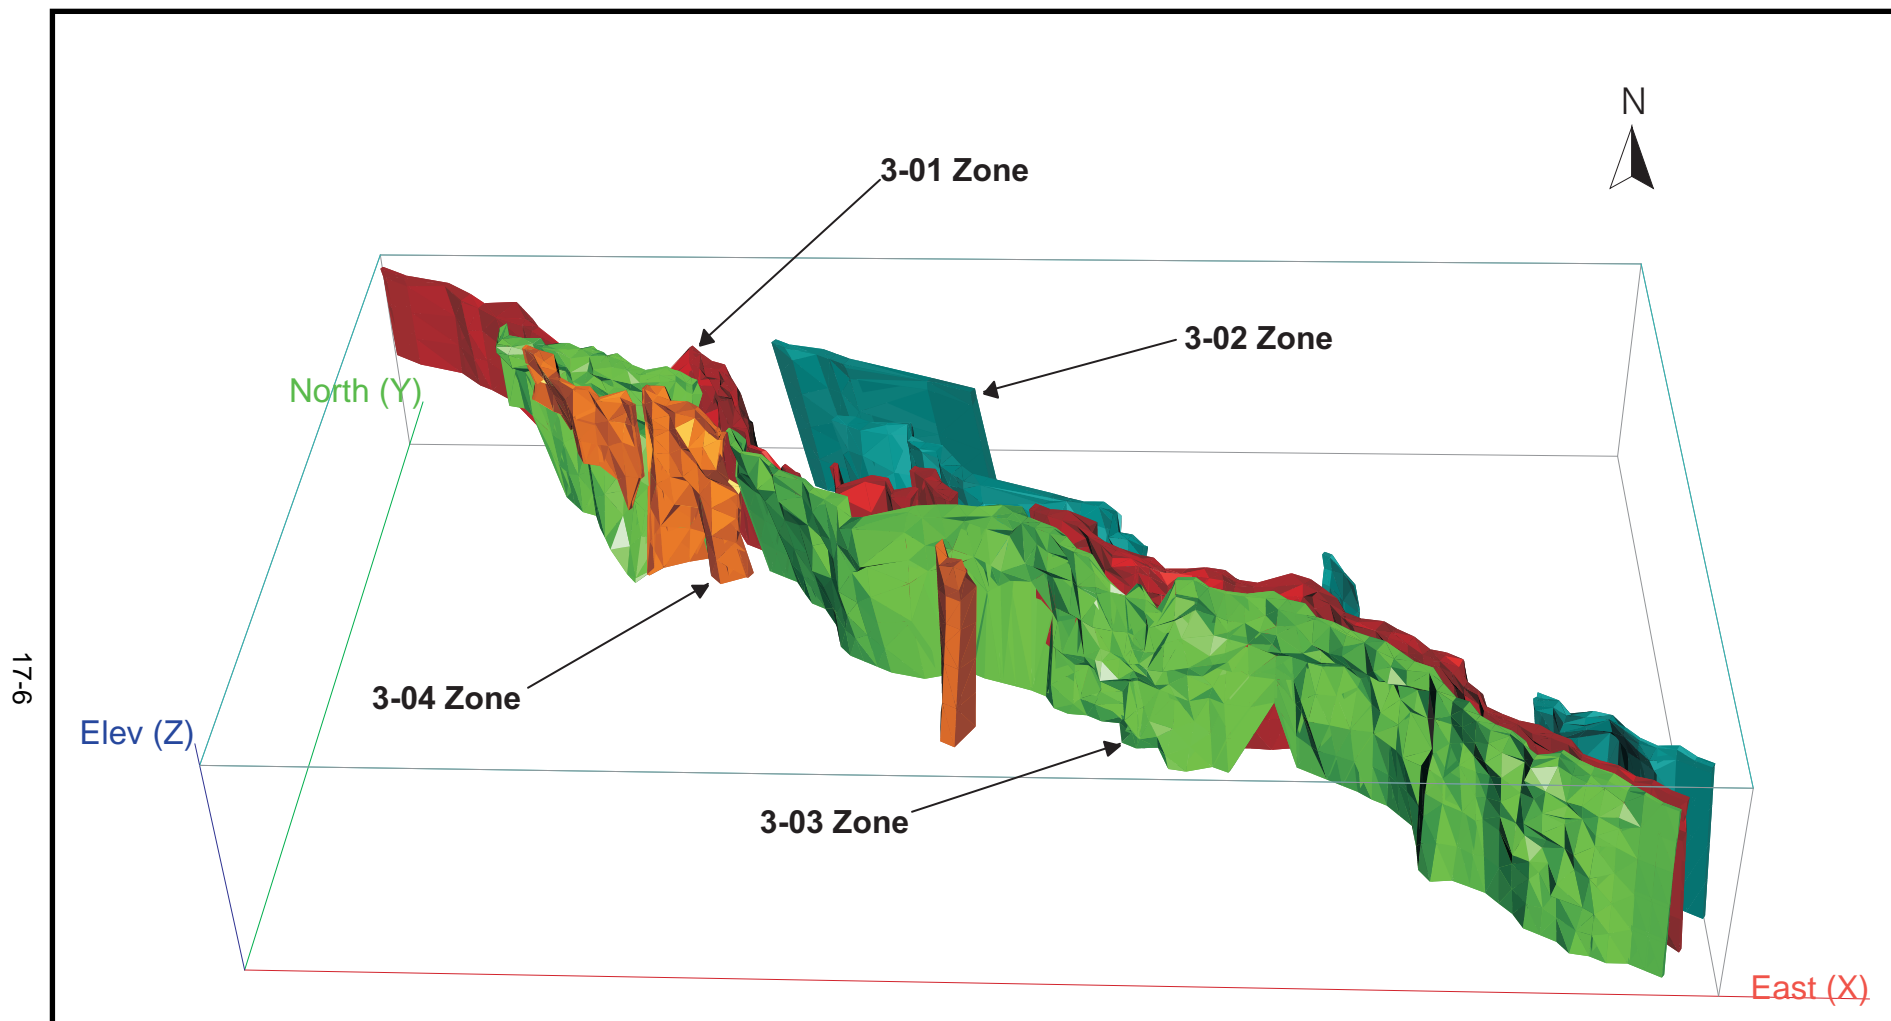 N
3-01 Zone
3-02 Zone
North (Y)
3-04 Zone
17-6
Elev (Z)
3-03 Zone
East (X)